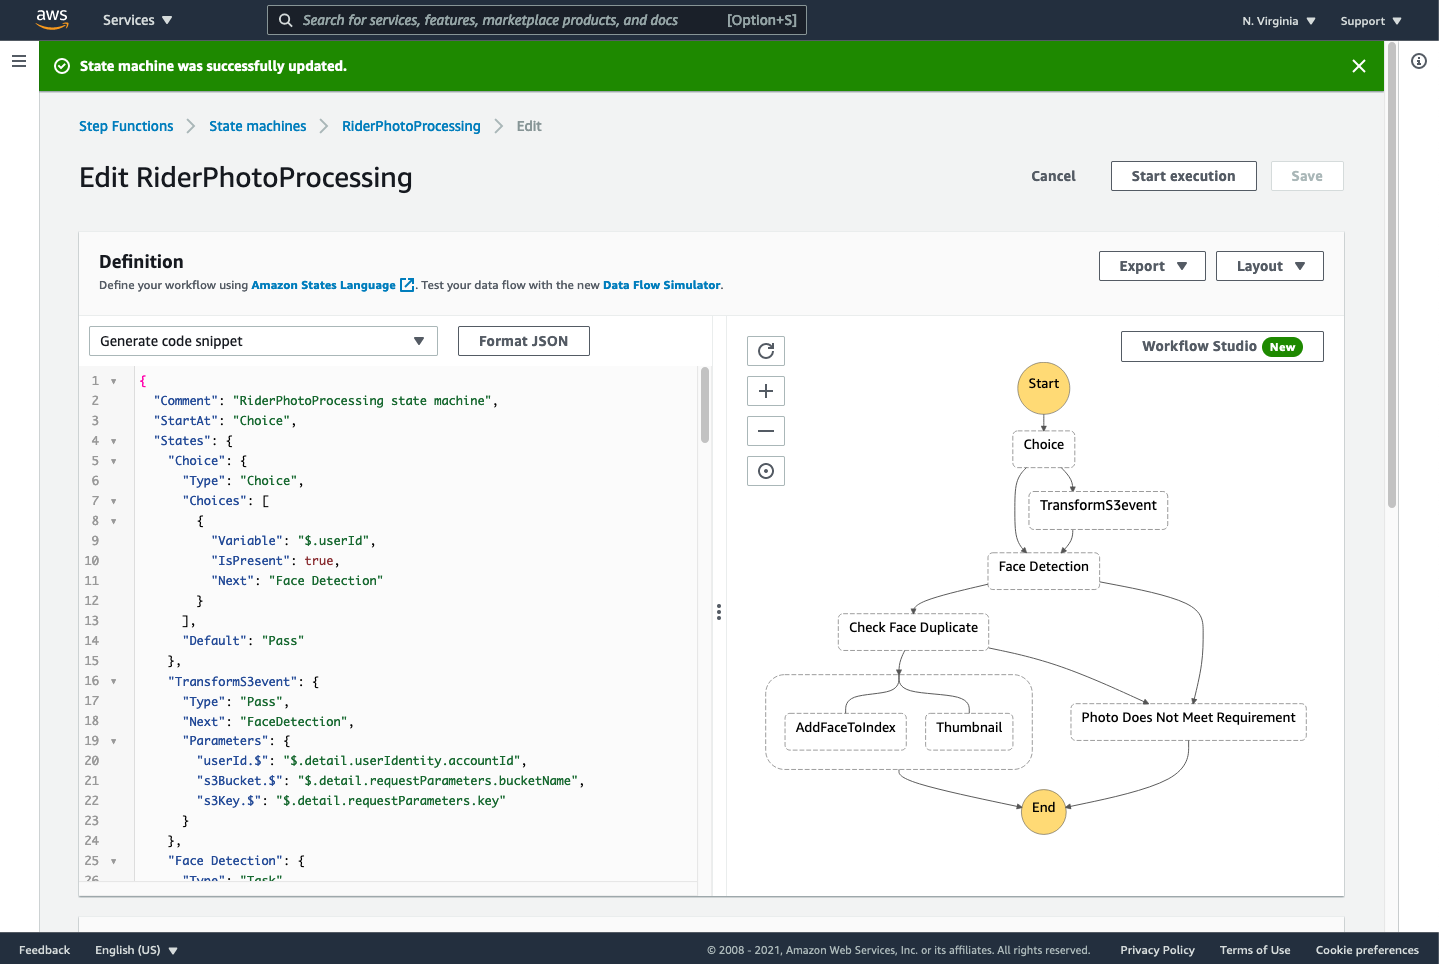 aws Services Search for services, features, marketplace products, and docs [Option+S] N. Virginia Support
State machine was successfully updated.
Step Functions State machines RiderPhotoProcessing Edit
Edit RiderPhotoProcessing Cancel Start execution Save
Definition
Define your workflow using Amazon States Language . Test your data flow with the new Data Flow Simulator.
Export Layout
Generate code snippet Format JSON
1 {
2 "Comment": "RiderPhotoProcessing state machine",
3 "StartAt": "Choice",
4 "States": {
5 "Choice": {
6 "Type": "Choice",
7 "Choices": [
8 {
9 "Variable": "$.userId",
10 "IsPresent": true,
11 "Next": "Face Detection"
12 }
13 ],
14 "Default": "Pass"
15 },
16 "TransformS3event": {
17 "Type": "Pass",
18 "Next": "FaceDetection",
19 "Parameters": {
20 "userId.$": "$.detail.userIdentity.accountId",
21 "s3Bucket.$": "$.detail.requestParameters.bucketName",
22 "s3Key.$": "$.detail.requestParameters.key"
23 }
24 },
25 "Face Detection": {
26 "Type": "Task"
Workflow Studio New
Start
Choice
TransformS3event
Face Detection
Check Face Duplicate
AddFaceToIndex Thumbnail
Photo Does Not Meet Requirement
End
Feedback English (US) © 2008 - 2021, Amazon Web Services, Inc. or its affiliates. All rights reserved. Privacy Policy Terms of Use Cookie preferences